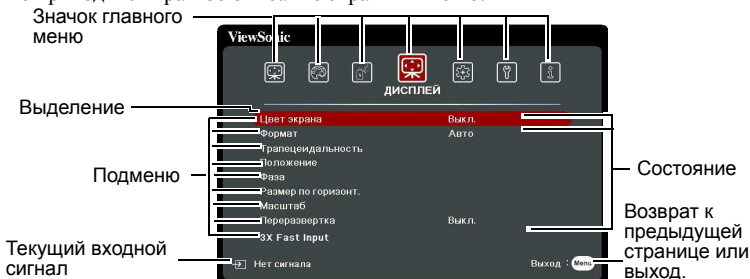 Значок главного
меню
ViewSonic
ДИСПЛЕЙ
Выделение
Цвет экрана Выкл.
Формат Авто
Трапецеидальность
Положение
Подменю
Фаза
Состояние
Размер по горизонт.
Масштаб
Переразвертка Выкл.
3X Fast Input
Возврат к
предыдущей
странице или
выход.
Текущий входной
сигнал
Нет сигнала
Выход : Menu